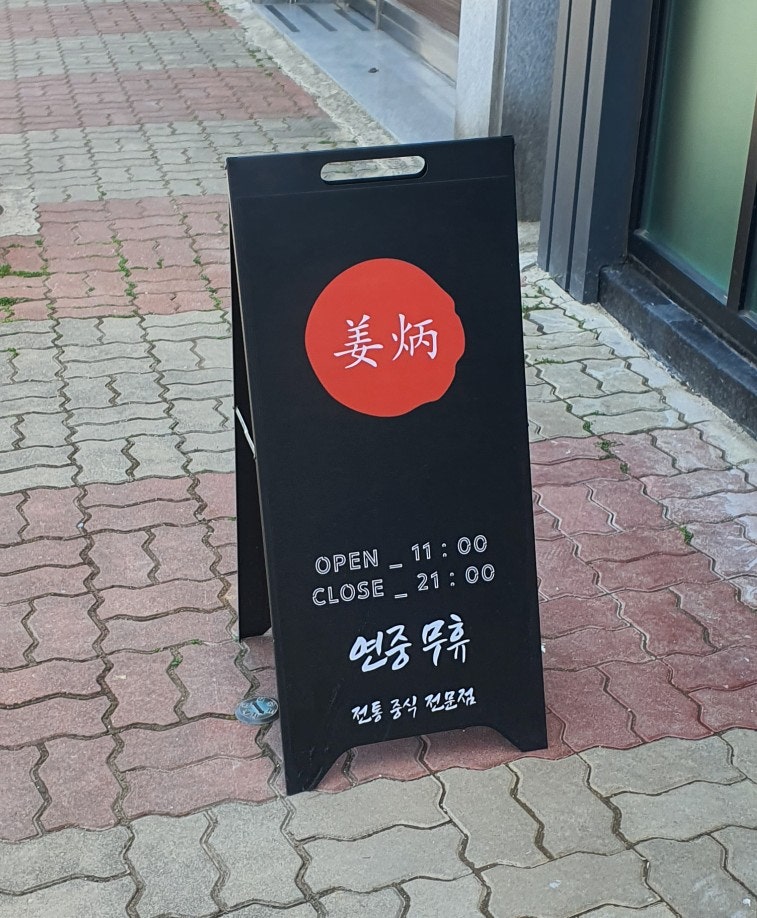 姜炳
OPEN _ 11 : 00
CLOSE _ 21 : 00
연중무휴
전통 중식 전문점